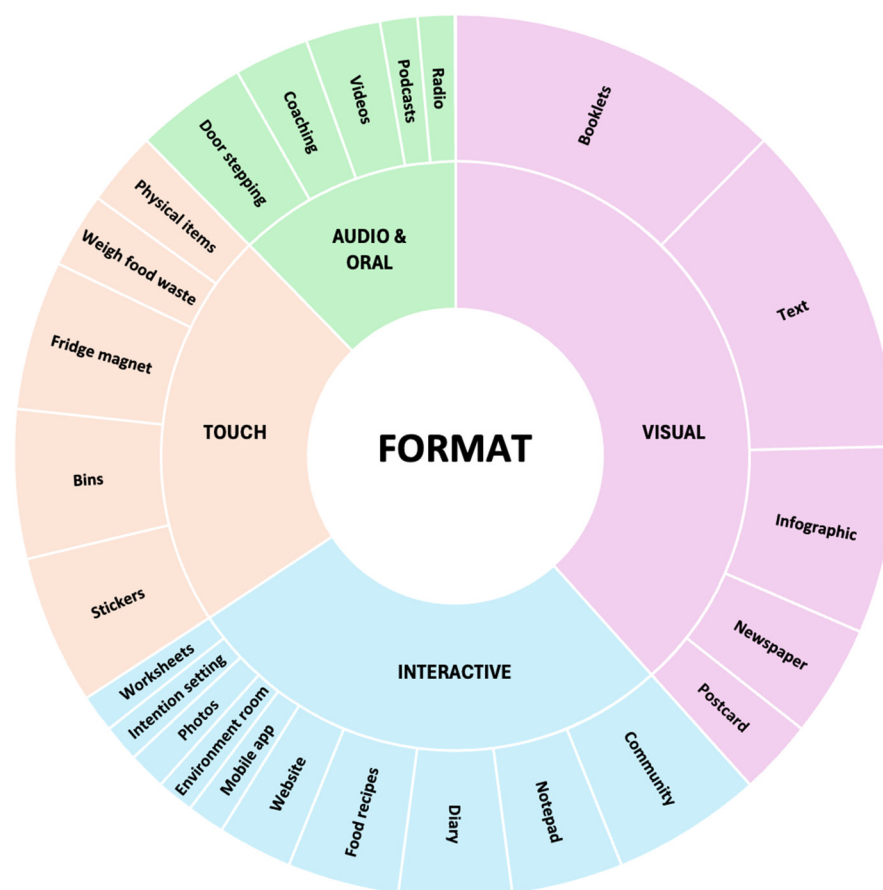 FORMAT
VISUAL
Booklets
Text
Infographic
Newspaper
Postcard
INTERACTIVE
Community
Notepad
Diary
Food recipes
Website
Mobile app
Environment room
Photos
Intention setting
Worksheets
TOUCH
Stickers
Bins
Fridge magnet
Weigh food waste
Physical items
AUDIO &
ORAL
Door stepping
Coaching
Videos
Podcasts
Radio